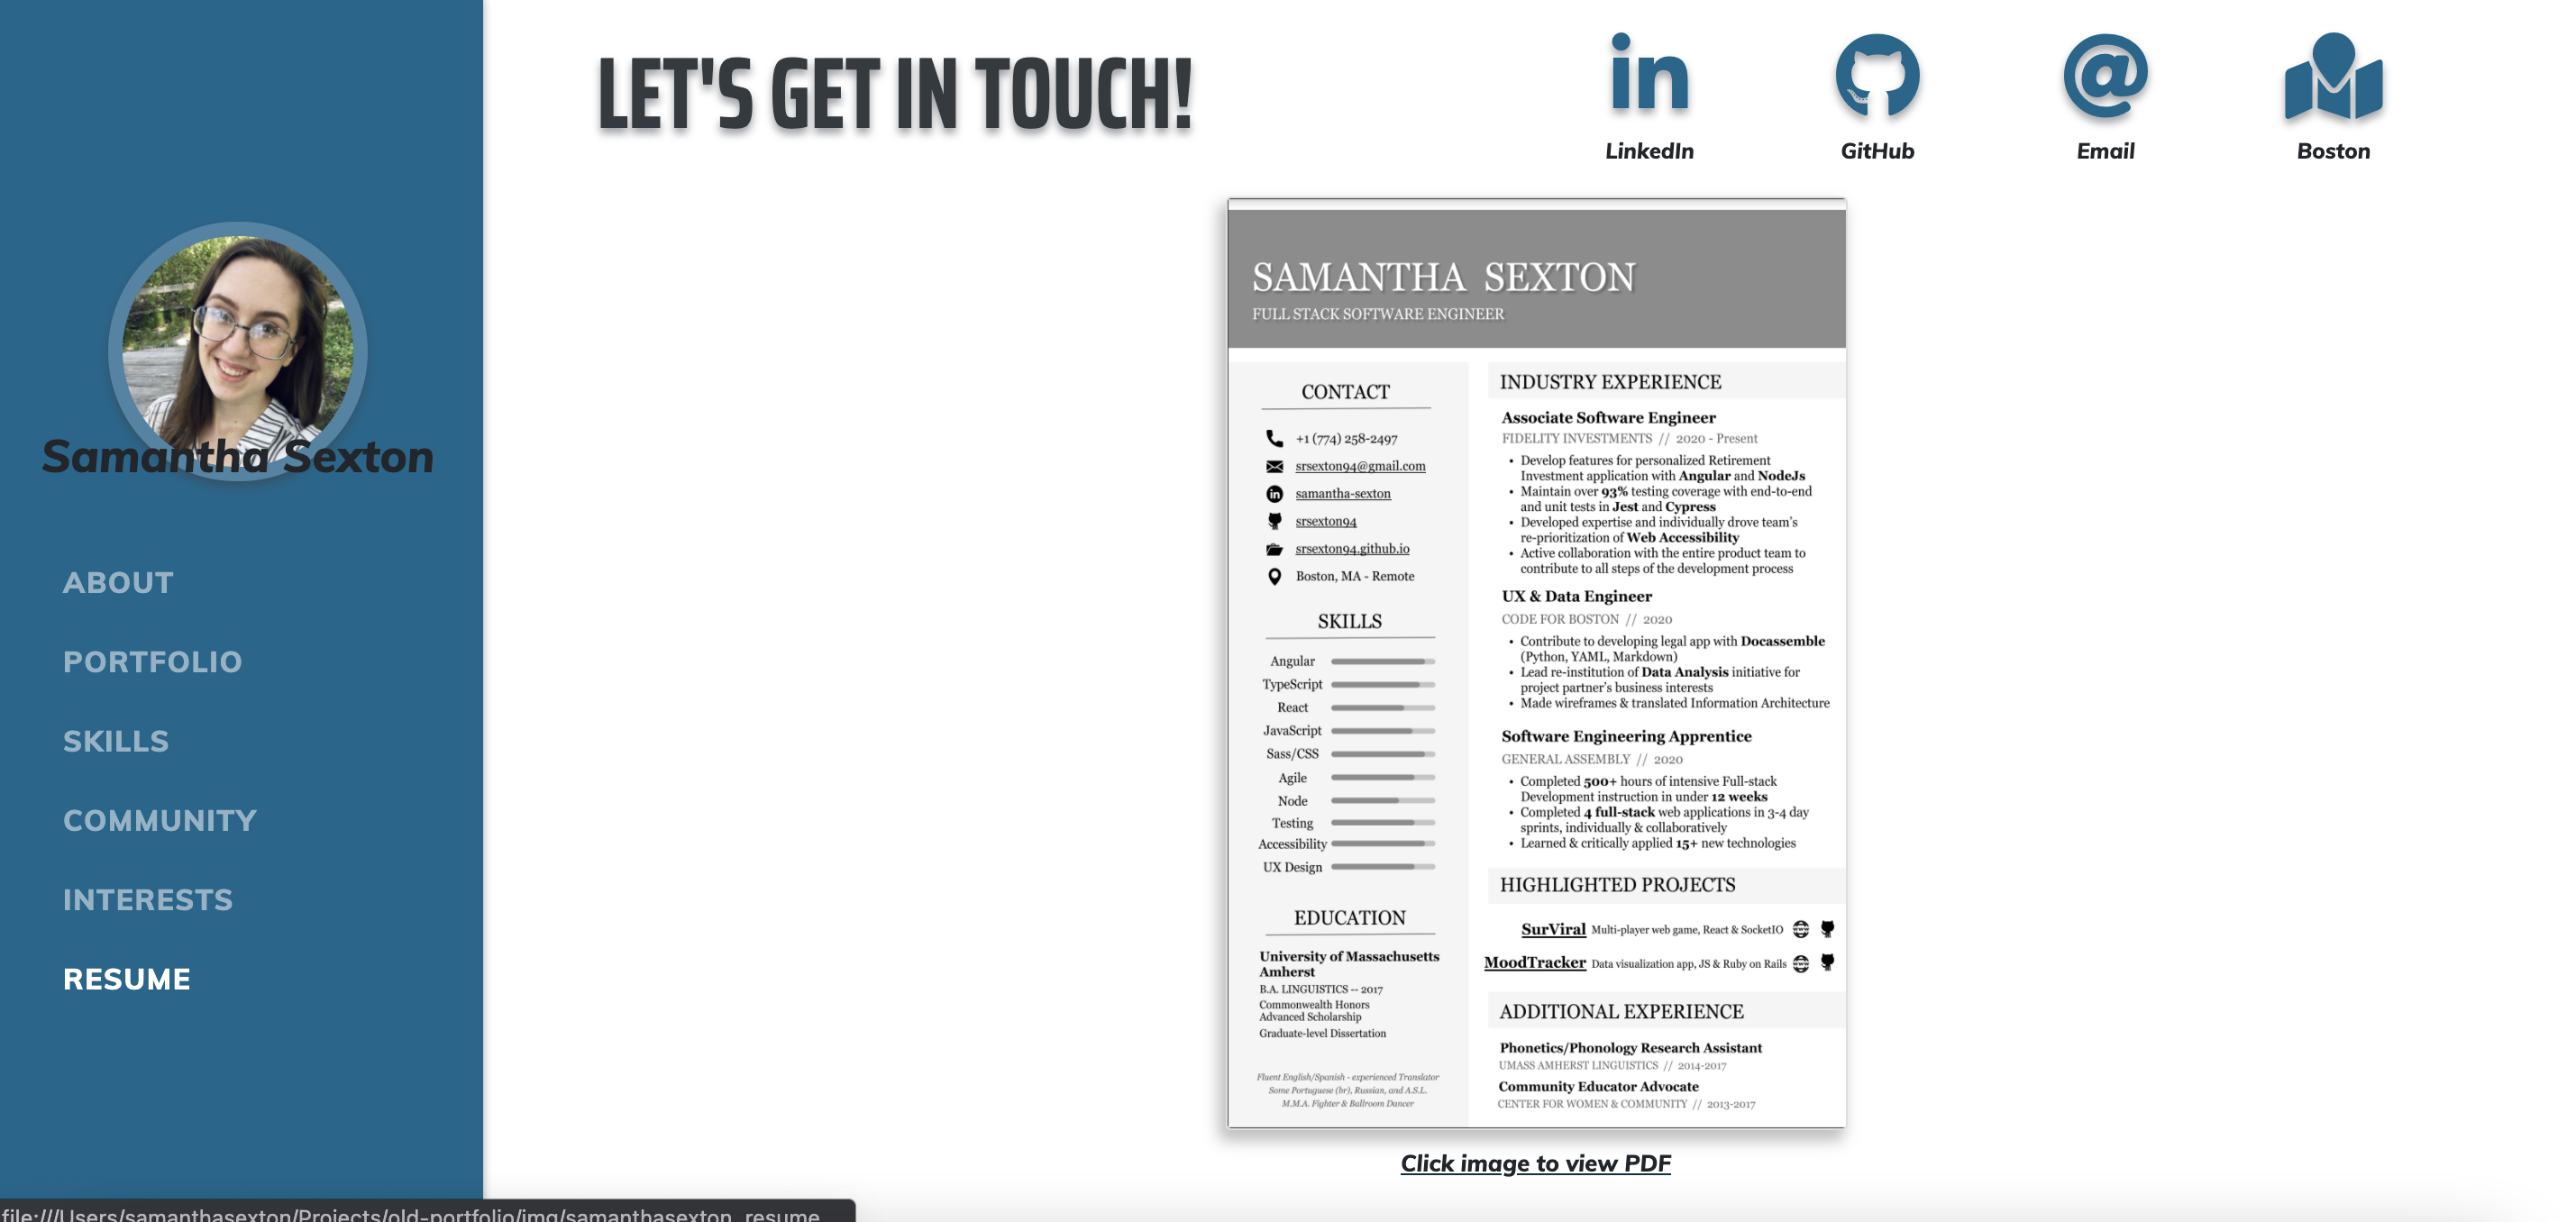 LET'S GET IN TOUCH!
LinkedIn
GitHub
Email
Boston
Samantha Sexton
ABOUT
PORTFOLIO
SKILLS
COMMUNITY
INTERESTS
RESUME
SAMANTHA SEXTON
FULL STACK SOFTWARE ENGINEER
CONTACT
+1 (774) 258-2497
srsexton94@gmail.com
samantha-sexton
srsexton94
srsexton94.github.io
Boston, MA - Remote
SKILLS
Angular
TypeScript
React
JavaScript
Sass/CSS
Agile
Node
Testing
Accessibility
UX Design
EDUCATION
University of Massachusetts
Amherst
B.A. LINGUISTICS -- 2017
Commonwealth Honors
Advanced Scholarship
Graduate-level Dissertation
Fluent English/Spanish - experienced Translator
Some Portuguese (br), Russian, and A.S.L.
M.M.A. Fighter & Ballroom Dancer
INDUSTRY EXPERIENCE
Associate Software Engineer
FIDELITY INVESTMENTS // 2020 - Present
• Develop features for personalized Retirement
Investment application with Angular and NodeJs
• Maintain over 93% testing coverage with end-to-end
and unit tests in Jest and Cypress
• Developed expertise and individually drove team's
re-prioritization of Web Accessibility
• Active collaboration with the entire product team to
contribute to all steps of the development process
UX & Data Engineer
CODE FOR BOSTON // 2020
• Contribute to developing legal app with Docassemble
(Python, YAML, Markdown)
• Lead re-institution of Data Analysis initiative for
project partner's business interests
• Made wireframes & translated Information Architecture
Software Engineering Apprentice
GENERAL ASSEMBLY // 2020
• Completed 500+ hours of intensive Full-stack
Development instruction in under 12 weeks
• Completed 4 full-stack web applications in 3-4 day
sprints, individually & collaboratively
• Learned & critically applied 15+ new technologies
HIGHLIGHTED PROJECTS
SurViral Multi-player web game, React & SocketIO
MoodTracker Data visualization app, JS & Ruby on Rails
ADDITIONAL EXPERIENCE
Phonetics/Phonology Research Assistant
UMASS AMHERST LINGUISTICS // 2014-2017
Community Educator Advocate
CENTER FOR WOMEN & COMMUNITY // 2013-2017
Click image to view PDF
file:///Users/samanthasexton/Projects/old-portfolio/img/samanthasexton_resume